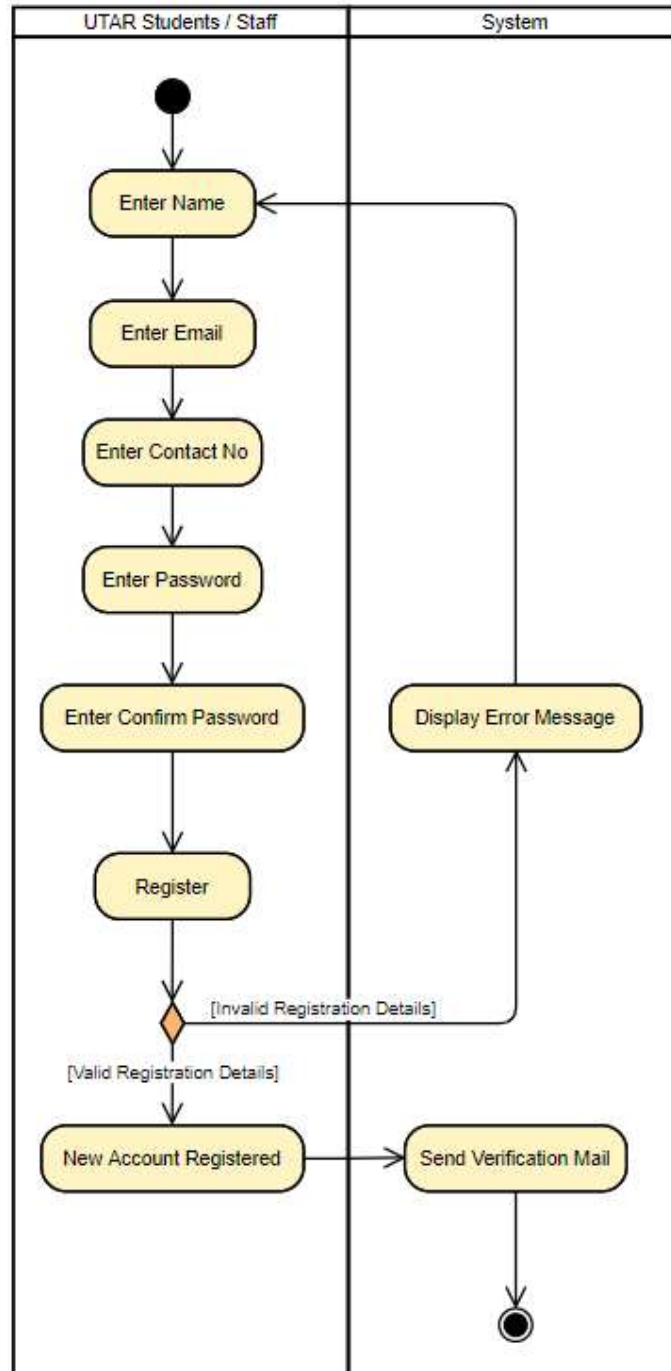 UTAR Students / Staff
System
Enter Name
Enter Email
Enter Contact No
Enter Password
Enter Confirm Password
Display Error Message
Register
[Invalid Registration Details]
[Valid Registration Details]
New Account Registered
Send Verification Mail